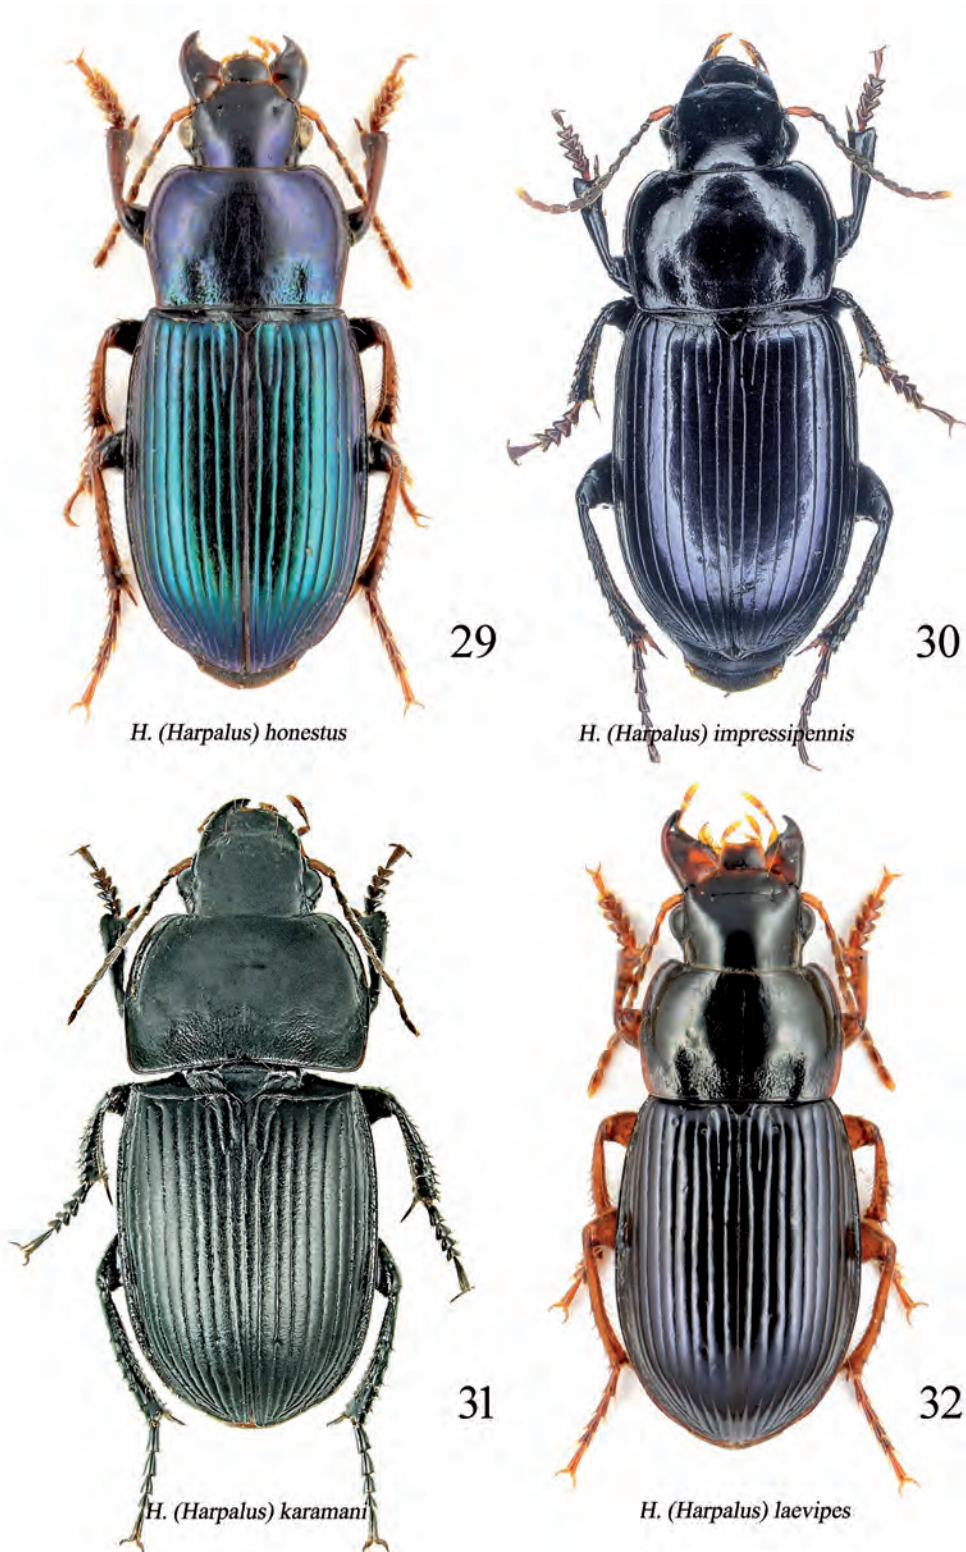 29
H. (Harpalus) honestus
30
H. (Harpalus) impressipennis
31
H. (Harpalus) karamani
32
H. (Harpalus) laevipes